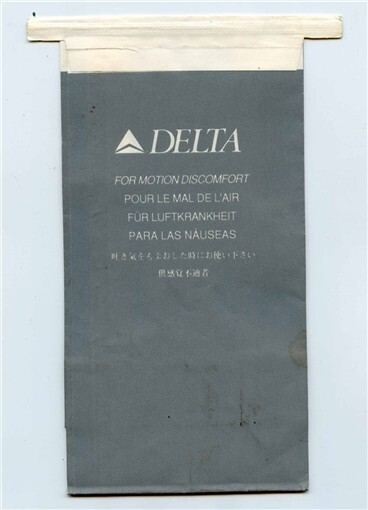 DELTA
FOR MOTION DISCOMFORT
POUR LE MAL DE L'AIR
FÜR LUFTKRANKHEIT
PARA LAS NÁUSEAS
吐き気をもよおした時にお使い下さい
供感覚不適者